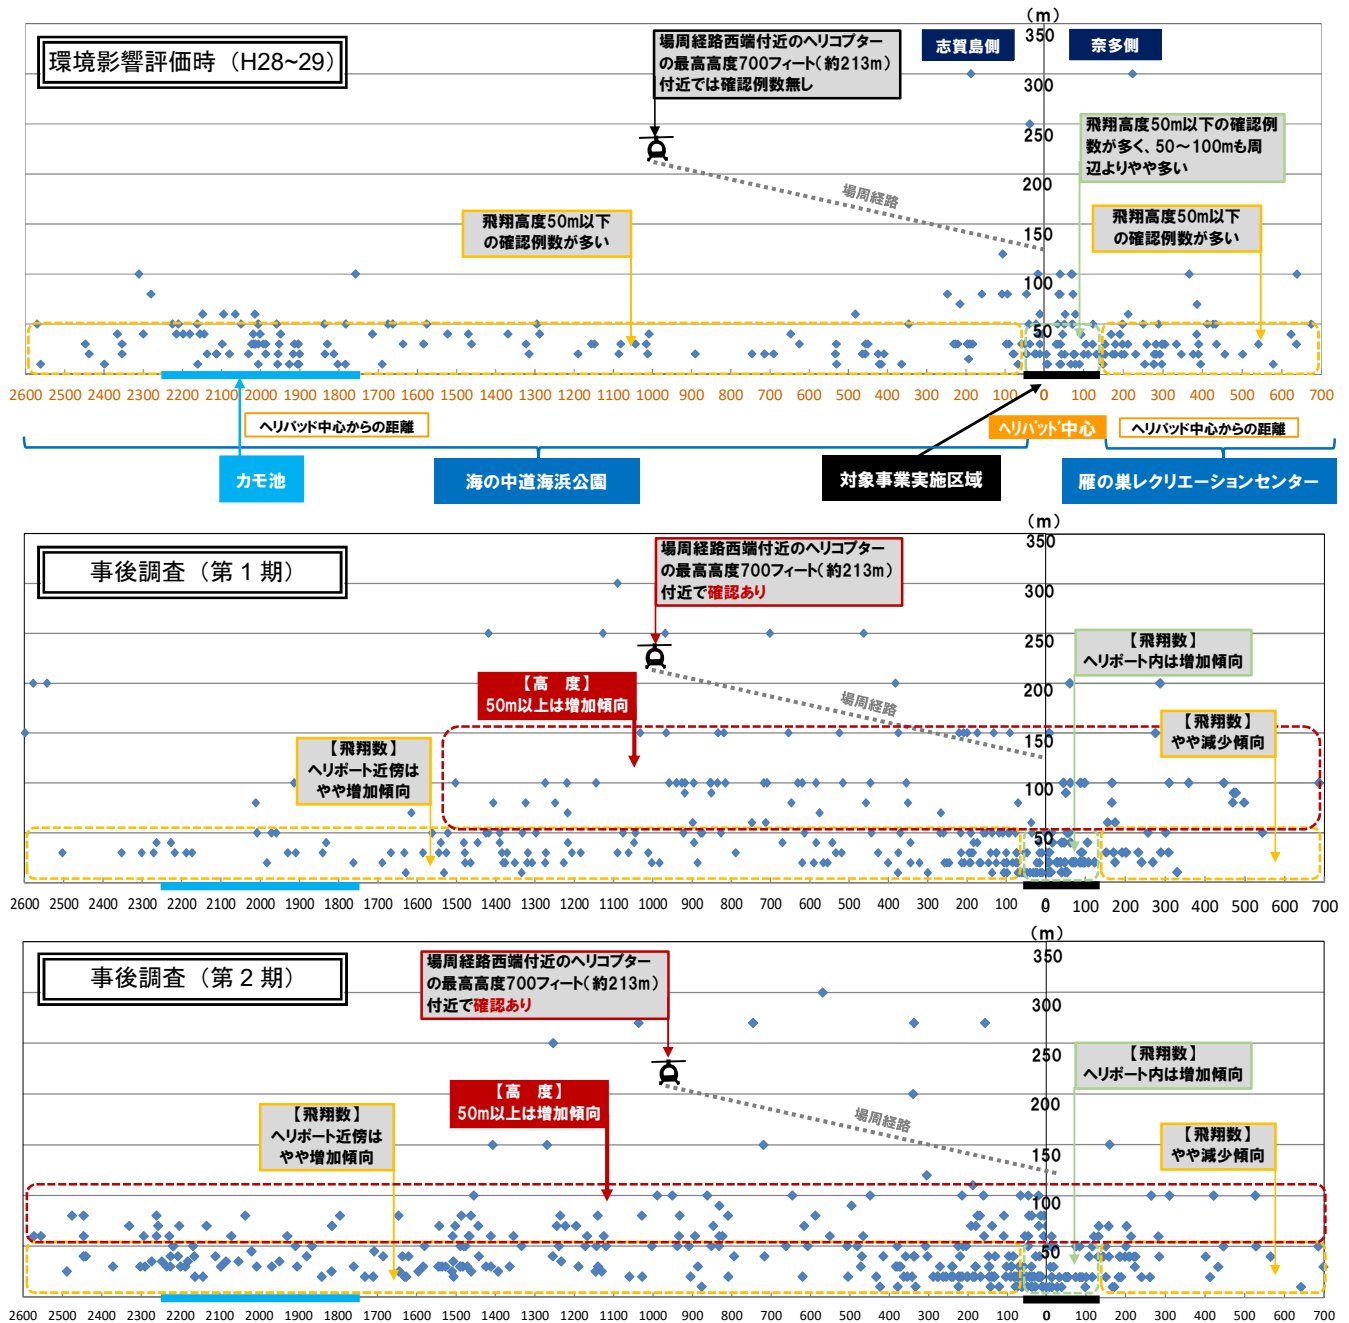 (m)
環境影響評価時（H28~29）
場周経路西端付近のヘリコプター
の最高高度700フィート(約213m)
付近では確認例数無し
志賀島側
奈多側
350
300
250
200
150
100
50
飛翔高度50m以下の確認例
数が多く、50～100mも周
辺よりやや多い
場周経路
飛翔高度50m以下
の確認例数が多い
飛翔高度50m以下
の確認例数が多い
2600 2500 2400 2300 2200 2100 2000 1900 1800 1700 1600 1500 1400 1300 1200 1100 1000 900 800 700 600 500 400 300 200 100 0 100 200 300 400 500 600 700
ヘリパッド中心からの距離
ヘリパッド中心
ヘリパッド中心からの距離
カモ池
海の中道海浜公園
対象事業実施区域
雁の巣レクリエーションセンター
(m)
事後調査（第１期）
場周経路西端付近のヘリコプター
の最高高度700フィート(約213m)
付近で確認あり
350
300
250
200
150
100
50
【飛翔数】
ヘリポート内は増加傾向
【高　度】
50m以上は増加傾向
場周経路
【飛翔数】
やや減少傾向
【飛翔数】
ヘリポート近傍は
やや増加傾向
2600 2500 2400 2300 2200 2100 2000 1900 1800 1700 1600 1500 1400 1300 1200 1100 1000 900 800 700 600 500 400 300 200 100 0 100 200 300 400 500 600 700
(m)
事後調査（第２期）
場周経路西端付近のヘリコプター
の最高高度700フィート(約213m)
付近で確認あり
350
300
250
200
150
100
50
【飛翔数】
ヘリポート内は増加傾向
【高　度】
50m以上は増加傾向
場周経路
【飛翔数】
ヘリポート近傍は
やや増加傾向
【飛翔数】
やや減少傾向
2600 2500 2400 2300 2200 2100 2000 1900 1800 1700 1600 1500 1400 1300 1200 1100 1000 900 800 700 600 500 400 300 200 100 0 100 200 300 400 500 600 700